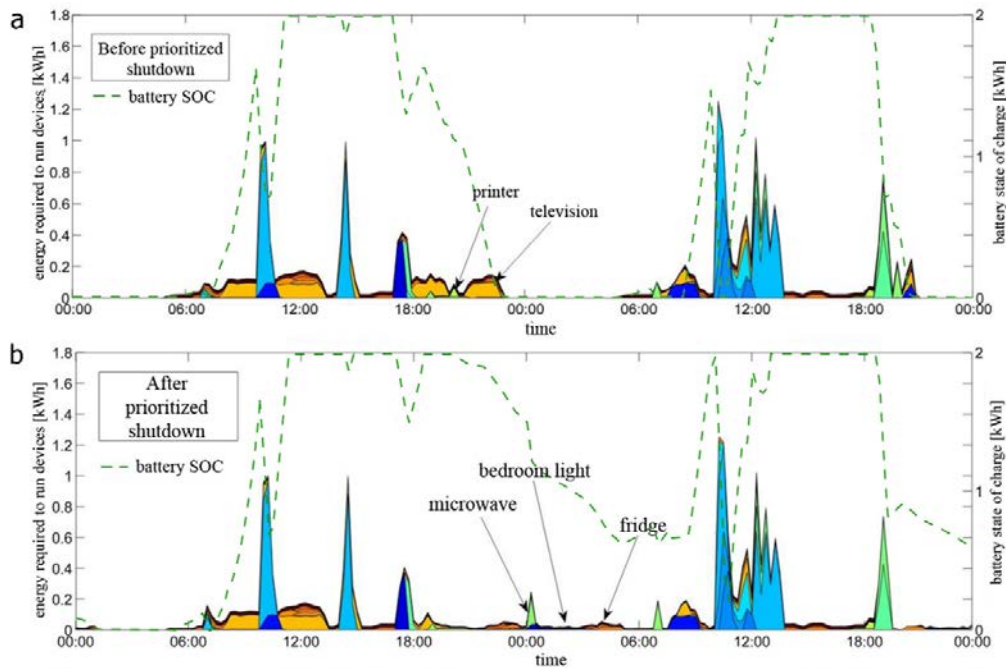 a
1.8
1.6
1.4
1.2
1
0.8
0.6
0.4
0.2
0
energy required to run devices [kWh]
Before prioritized
shutdown
battery SOC
printer
television
2
1
0
battery state of charge [kWh]
00:00 06:00 12:00 18:00 00:00 06:00 12:00 18:00 00:00
time
b
1.8
1.6
1.4
1.2
1
0.8
0.6
0.4
0.2
0
energy required to run devices [kWh]
After
prioritized
shutdown
battery SOC
microwave
bedroom light
fridge
2
1
0
battery state of charge [kWh]
00:00 06:00 12:00 18:00 00:00 06:00 12:00 18:00 00:00
time